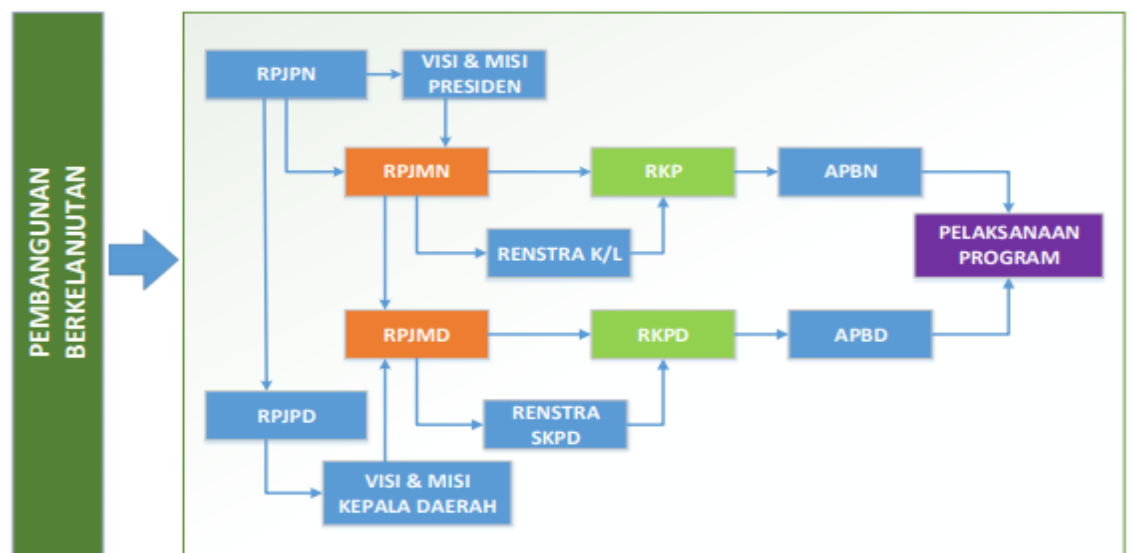 PEMBANGUNAN
BERKELANJUTAN
RPJPN
VISI & MISI
PRESIDEN
RPJMN
RKP
APBN
RENSTRA K/L
PELAKSANAAN
PROGRAM
RPJMD
RKPD
APBD
RPJPD
RENSTRA
SKPD
VISI & MISI
KEPALA DAERAH